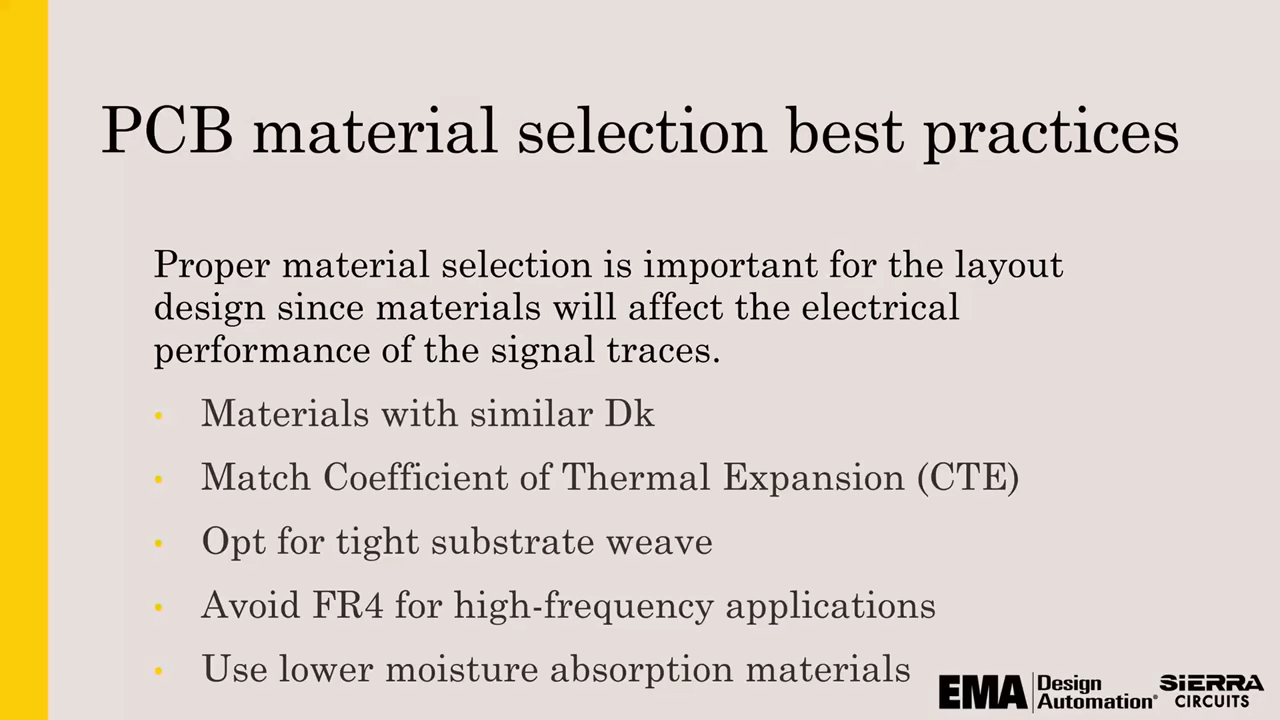 PCB material selection best practices
Proper material selection is important for the layout
design since materials will affect the electrical
performance of the signal traces.
• Materials with similar Dk
• Match Coefficient of Thermal Expansion (CTE)
• Opt for tight substrate weave
• Avoid FR4 for high-frequency applications
• Use lower moisture absorption materials
EMA Design Automation®
SIERRA CIRCUITS